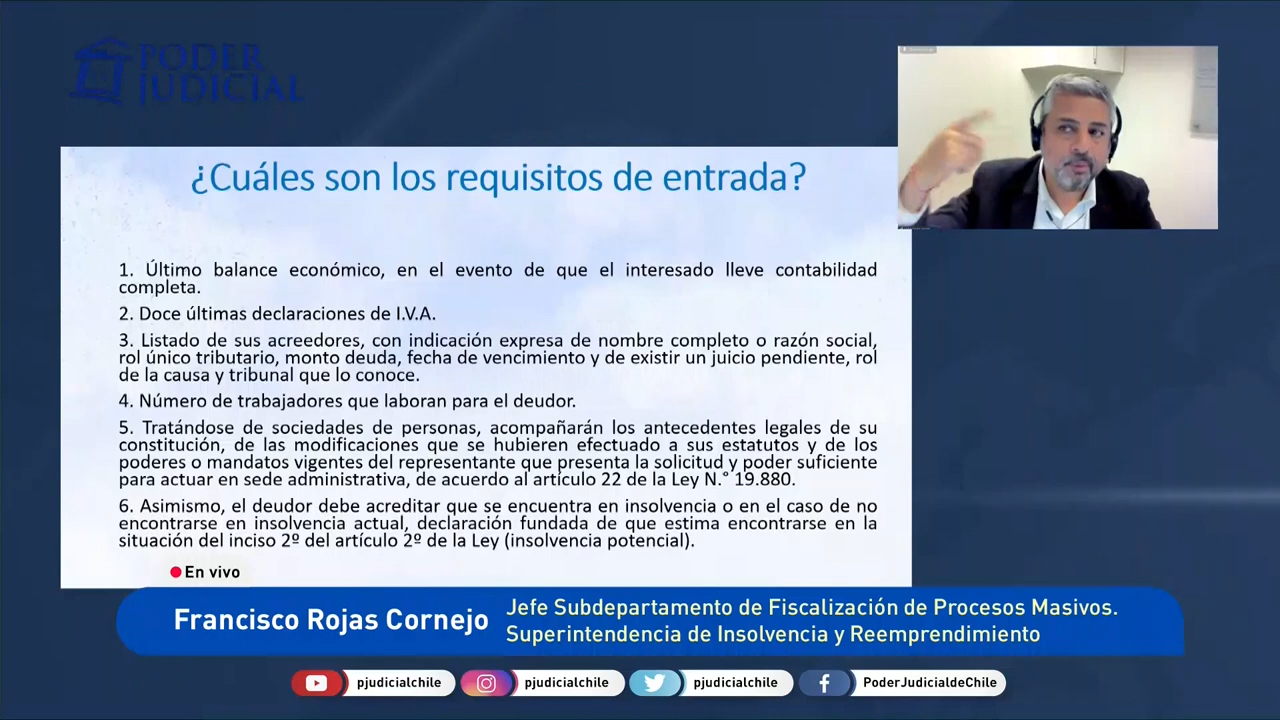 PODER
JUDICIAL
¿Cuáles son los requisitos de entrada?
1. Último balance económico, en el evento de que el interesado lleve contabilidad
completa.
2. Doce últimas declaraciones de I.V.A.
3. Listado de sus acreedores, con indicación expresa de nombre completo o razón social,
rol único tributario, monto deuda, fecha de vencimiento y de existir un juicio pendiente, rol
de la causa y tribunal que lo conoce.
4. Número de trabajadores que laboran para el deudor.
5. Tratándose de sociedades de personas, acompañarán los antecedentes legales de su
constitución, de las modificaciones que se hubieren efectuado a sus estatutos y de los
poderes o mandatos vigentes del representante que presenta la solicitud y poder suficiente
para actuar en sede administrativa, de acuerdo al artículo 22 de la Ley N.° 19.880.
6. Asimismo, el deudor debe acreditar que se encuentra en insolvencia o en el caso de no
encontrarse en insolvencia actual, declaración fundada de que estima encontrarse en la
situación del inciso 2º del artículo 2º de la Ley (insolvencia potencial).
En vivo
Francisco Rojas Cornejo
Jefe Subdepartamento de Fiscalización de Procesos Masivos.
Superintendencia de Insolvencia y Reemprendimiento
pjudicialchile
pjudicialchile
pjudicialchile
PoderJudicialdeChile